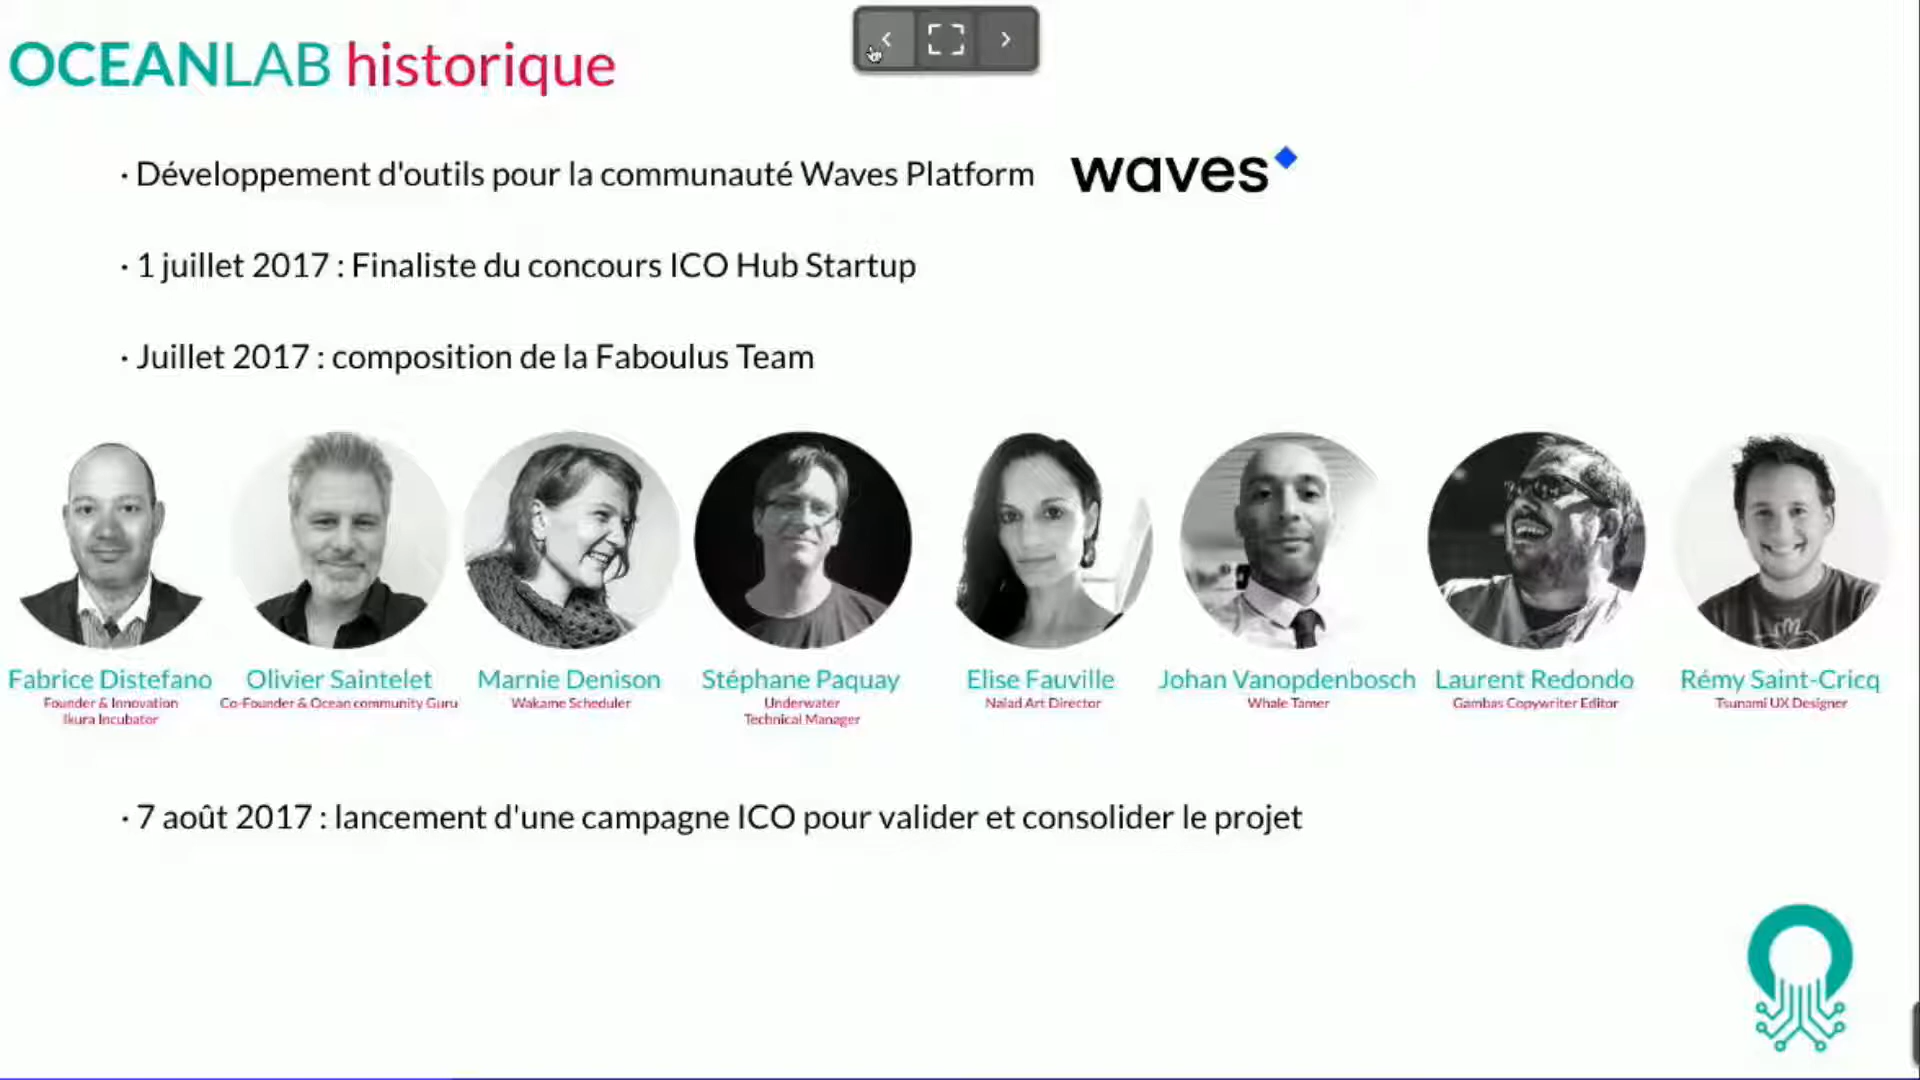 OCEANLAB historique
· Développement d'outils pour la communauté Waves Platform
waves
· 1 juillet 2017 : Finaliste du concours ICO Hub Startup
· Juillet 2017 : composition de la Faboulus Team
Fabrice Distefano
Founder & Innovation
Ikura Incubator
Olivier Saintelet
Co-Founder & Ocean community Guru
Marnie Denison
Wakame Scheduler
Stéphane Paquay
Underwater
Technical Manager
Elise Fauville
Naïad Art Director
Johan Vanopdenbosch
Whale Tamer
Laurent Redondo
Gambas Copywriter Editor
Rémy Saint-Cricq
Tsunami UX Designer
· 7 août 2017 : lancement d'une campagne ICO pour valider et consolider le projet